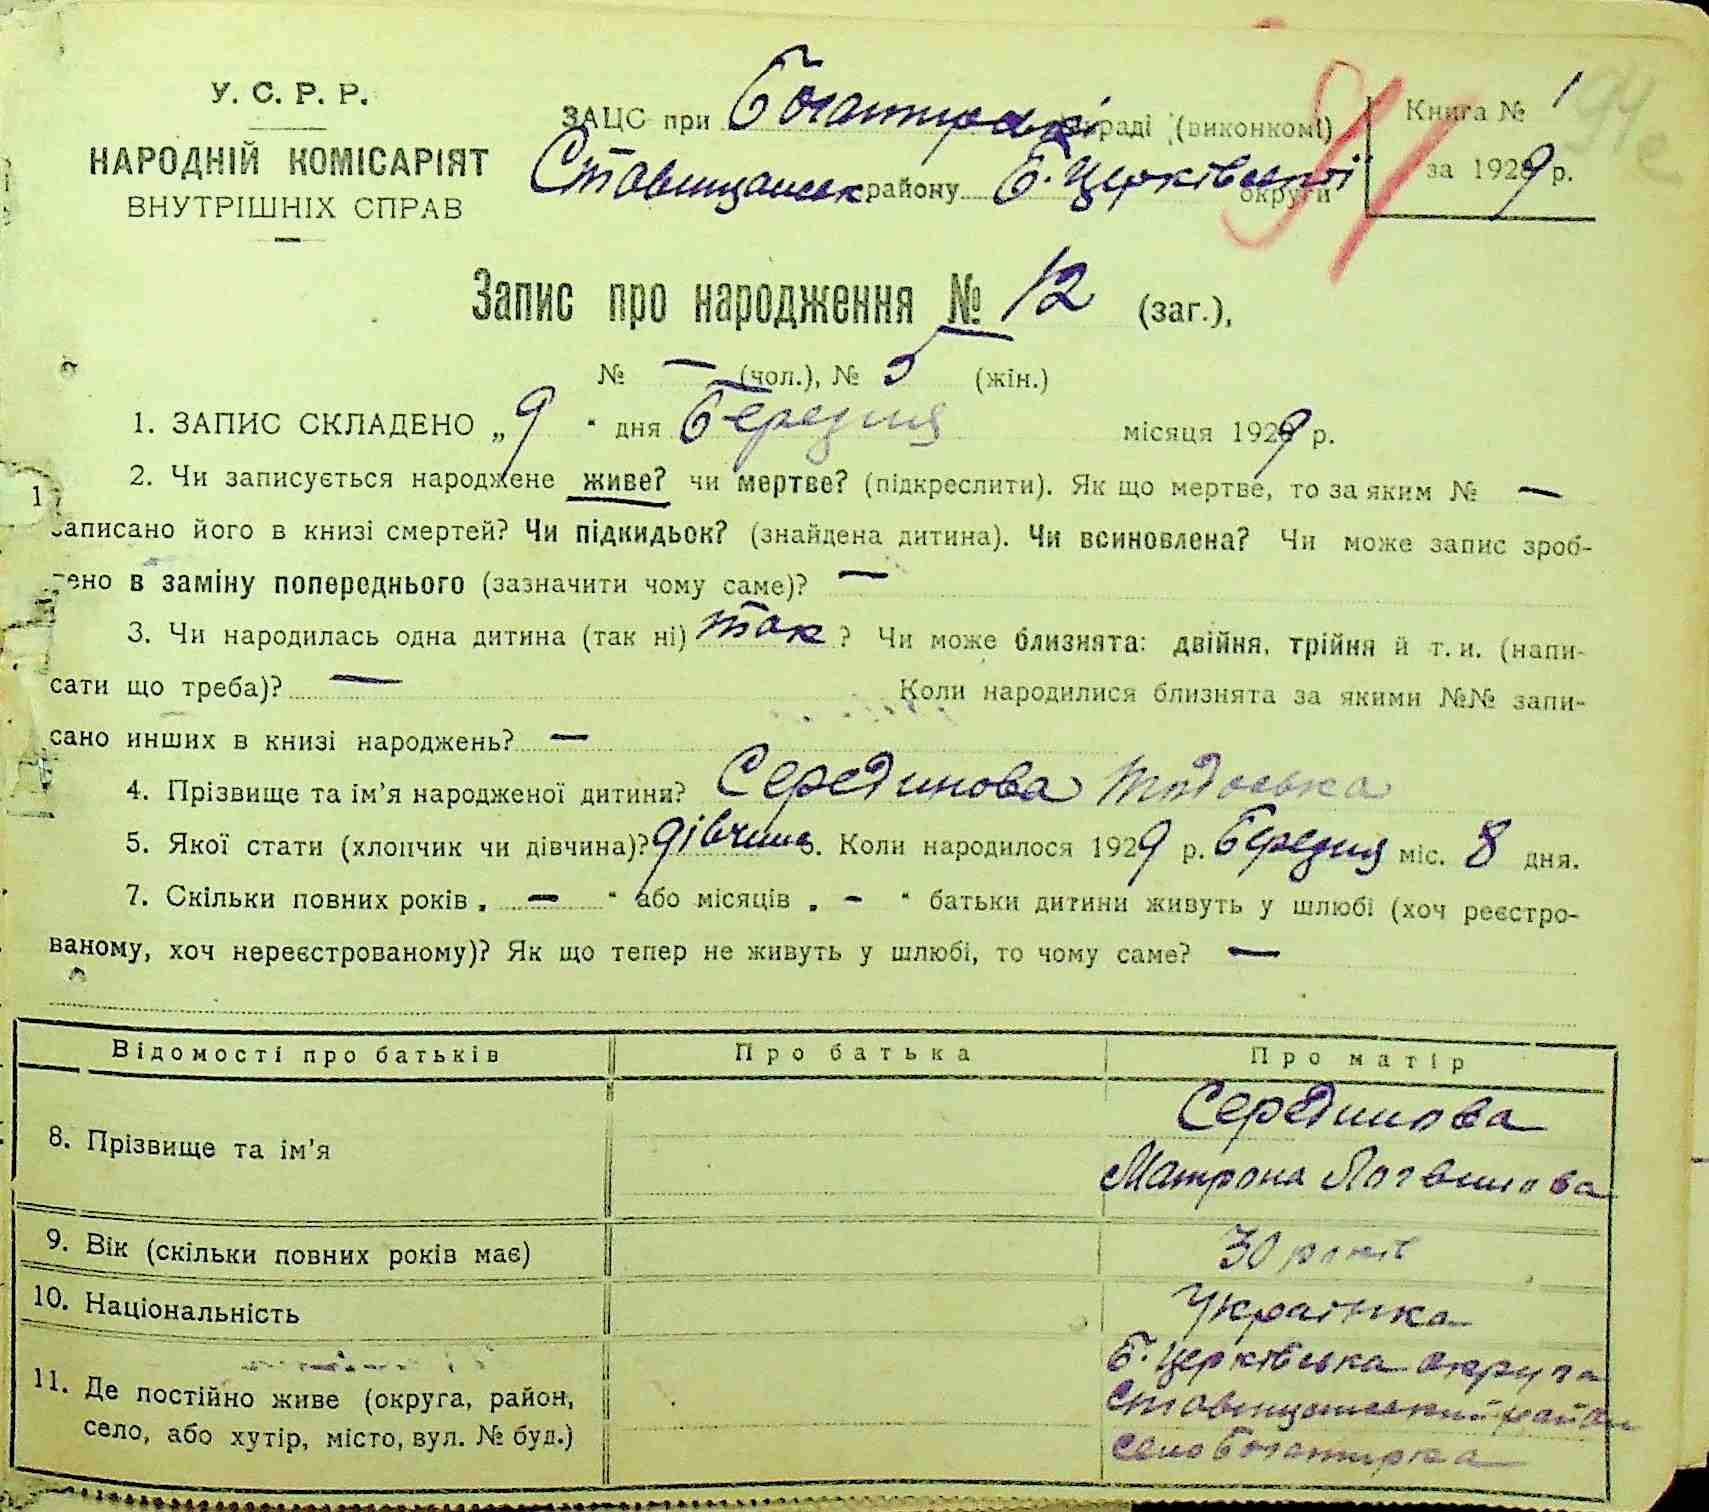 У. С. Р. Р.
НАРОДНІЙ КОМІСАРІЯТ
ВНУТРІШНІХ СПРАВ
ЗАЦС при Богатирській раді (виконкомі)
Ставищанськ району Б. Церківської округи
Книга № 1
за 1929 р.
Запис про народження № 12 (заг.),
№ — (чол.), № 5 (жін.)
1. ЗАПИС СКЛАДЕНО „9“ дня Березня місяця 1929 р.
2. Чи записується народжене живе? чи мертве? (підкреслити). Як що мертве, то за яким № —
записано його в книзі смертей? Чи підкидьок? (знайдена дитина). Чи всиновлена? Чи може запис зроб-
лено в заміну попереднього (зазначити чому саме)? —
3. Чи народилась одна дитина (так ні) так? Чи може близнята: двійня, трійня й т. и. (напи-
сати що треба)? — Коли народилися близнята за якими №№ запи-
сано инших в книзі народжень? —
4. Прізвище та ім’я народженої дитини? Серединова Тодоська
5. Якої стати (хлопчик чи дівчина)? дівчина 6. Коли народилося 1929 р. Березня міс. 8 дня.
7. Скільки повних років „ — “ або місяців „ — “ батьки дитини живуть у шлюбі (хоч реєстро-
ваному, хоч нереєстрованому)? Як що тепер не живуть у шлюбі, то чому саме? —
Відомості про батьків Про батька Про матір
8. Прізвище та ім’я Серединова
Матрона Логвинова
9. Вік (скільки повних років має) 30 років
10. Національність Українка
11. Де постійно живе (округа, район,
село, або хутір, місто, вул. № буд.)
Б. Церківська округа
Ставищанський район
село Богатирка